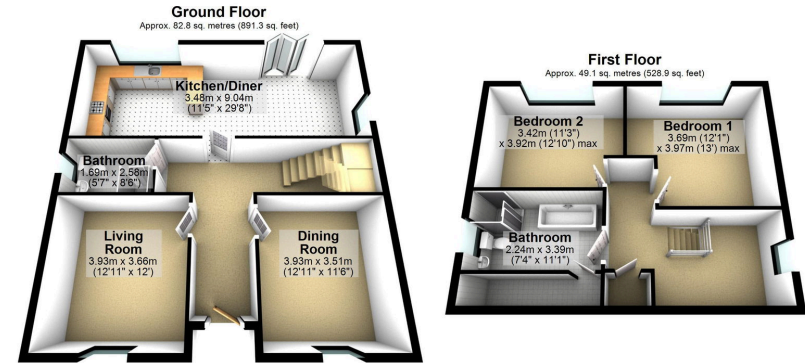 Ground Floor
Approx. 82.8 sq. metres (891.3 sq. feet)
Kitchen/Diner
3.48m x 9.04m
(11'5" x 29'8")
Bathroom
1.69m x 2.58m
(5'7" x 8'6")
Living
Room
3.93m x 3.66m
(12'11" x 12')
Dining
Room
3.93m x 3.51m
(12'11" x 11'6")
First Floor
Approx. 49.1 sq. metres (528.9 sq. feet)
Bedroom 2
3.42m (11'3")
x 3.92m (12'10") max
Bedroom 1
3.69m (12'1")
x 3.97m (13') max
Bathroom
2.24m x 3.39m
(7'4" x 11'1")